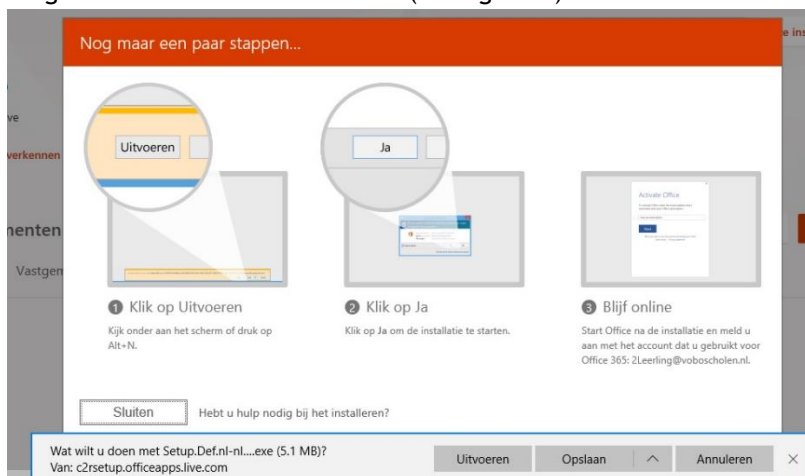 Nog maar een paar stappen...
e ins
ve
verkennen
Uitvoeren
Ja
Activate Office
Next
nenten
Vastgen
1 Klik op Uitvoeren
Kijk onder aan het scherm of druk op
Alt+N.
2 Klik op Ja
Klik op Ja om de installatie te starten.
3 Blijf online
Start Office na de installatie en meld u
aan met het account dat u gebruikt voor
Office 365: 2Leerling@voboscholen.nl.
Sluiten
Hebt u hulp nodig bij het installeren?
Wat wilt u doen met Setup.Def.nl-nl....exe (5.1 MB)?
Van: c2rsetup.officeapps.live.com
Uitvoeren
Opslaan
Annuleren